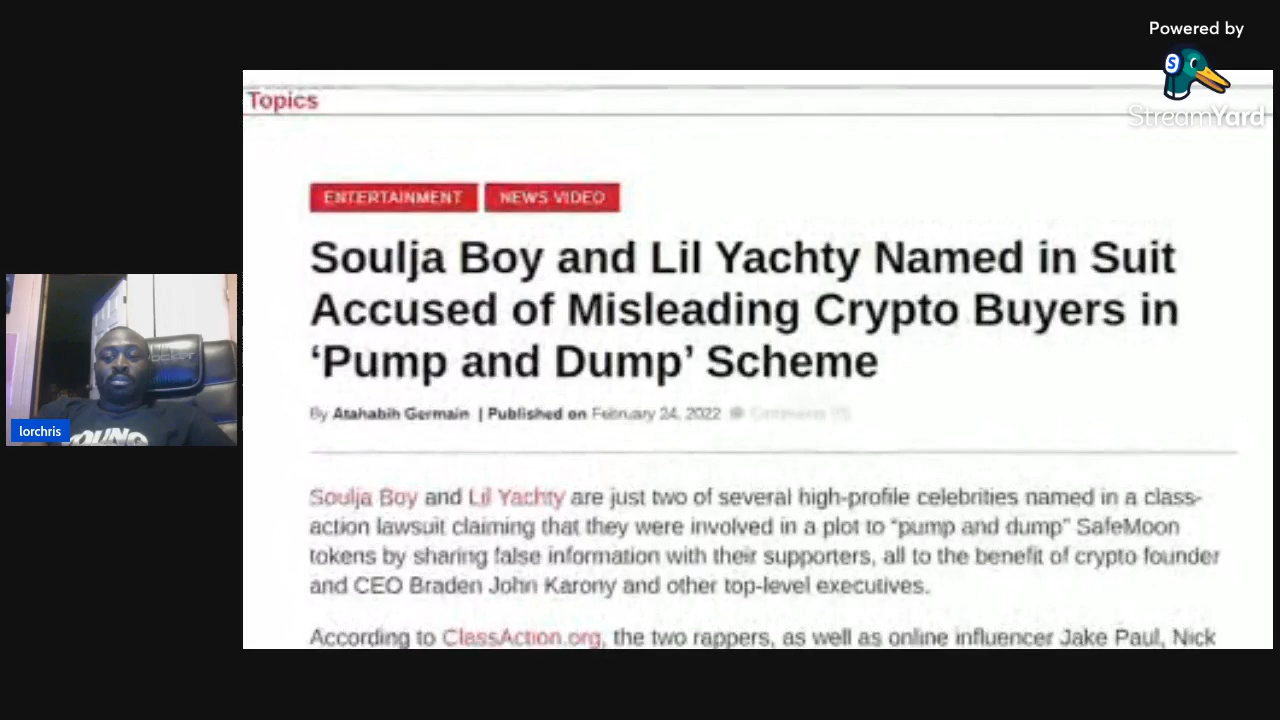 Powered by
StreamYard
Topics
ENTERTAINMENT NEWS VIDEO
Soulja Boy and Lil Yachty Named in Suit
Accused of Misleading Crypto Buyers in
‘Pump and Dump’ Scheme
By Atahabih Germain | Published on February 24, 2022
Soulja Boy and Lil Yachty are just two of several high-profile celebrities named in a class-
action lawsuit claiming that they were involved in a plot to “pump and dump” SafeMoon
tokens by sharing false information with their supporters, all to the benefit of crypto founder
and CEO Braden John Karony and other top-level executives.
According to ClassAction.org, the two rappers, as well as online influencer Jake Paul, Nick
lorchris